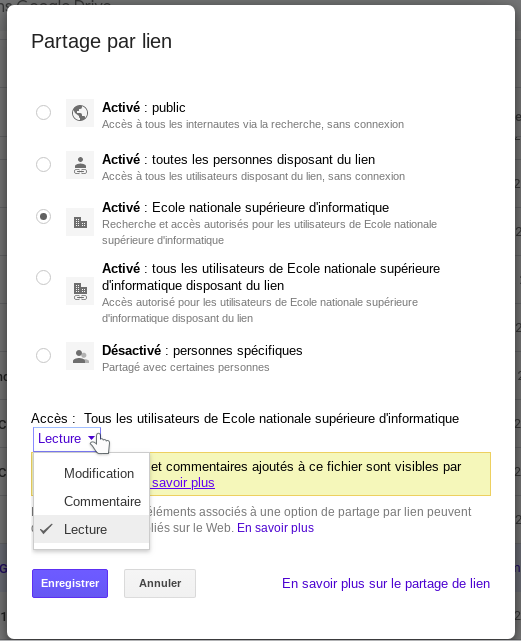 Partage par lien
Activé : public
Accès à tous les internautes via la recherche, sans connexion
Activé : toutes les personnes disposant du lien
Accès à tous les utilisateurs disposant du lien, sans connexion
Activé : Ecole nationale supérieure d'informatique
Recherche et accès autorisés pour les utilisateurs de Ecole nationale
supérieure d'informatique
Activé : tous les utilisateurs de Ecole nationale supérieure
d'informatique disposant du lien
Accès autorisé pour les utilisateurs de Ecole nationale supérieure
d'informatique disposant du lien
Désactivé : personnes spécifiques
Partagé avec certaines personnes
Accès : Tous les utilisateurs de Ecole nationale supérieure d'informatique
Lecture
et commentaires ajoutés à ce fichier sont visibles par
savoir plus
Modification
Commentaire
Lecture
éléments associés à une option de partage par lien peuvent
liés sur le Web. En savoir plus
Enregistrer
Annuler
En savoir plus sur le partage de lien